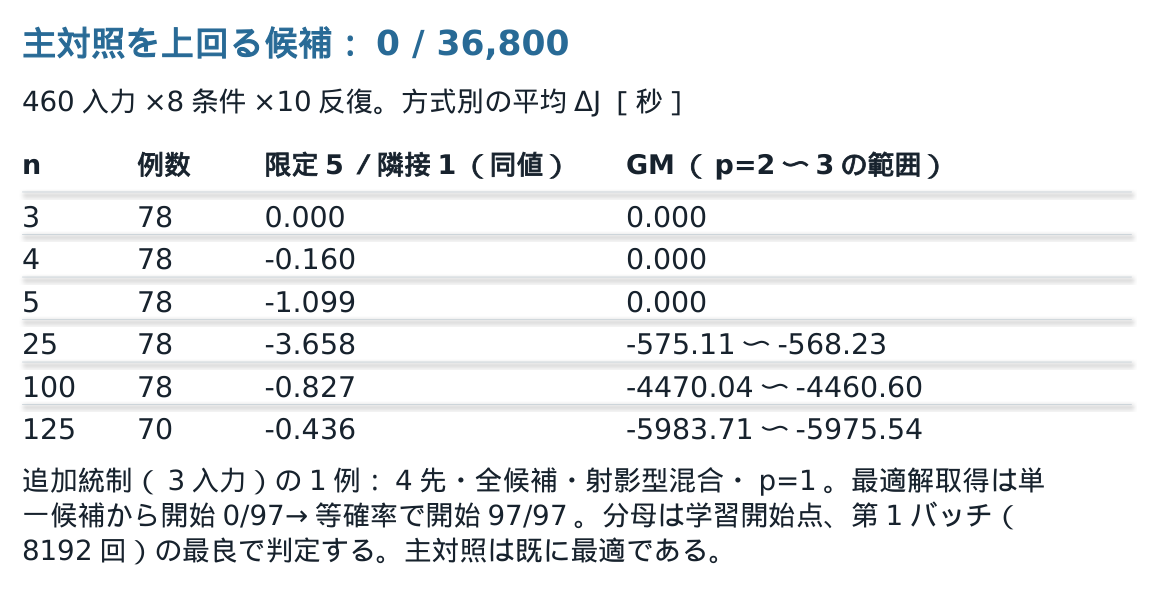 主対照を上回る候補： 0 / 36,800
460 入力 ×8 条件 ×10 反復。方式別の平均 ΔJ [ 秒 ]
n 例数 限定 5 / 隣接 1（同値） GM （ p=2 〜 3 の範囲）
3 78 0.000 0.000
4 78 -0.160 0.000
5 78 -1.099 0.000
25 78 -3.658 -575.11 〜 -568.23
100 78 -0.827 -4470.04 〜 -4460.60
125 70 -0.436 -5983.71 〜 -5975.54
追加統制（ 3 入力）の 1 例： 4 先・全候補・射影型混合・ p=1 。最適解取得は単
一候補から開始 0/97→ 等確率で開始 97/97 。分母は学習開始点、第 1 バッチ（
8192 回）の最良で判定する。主対照は既に最適である。